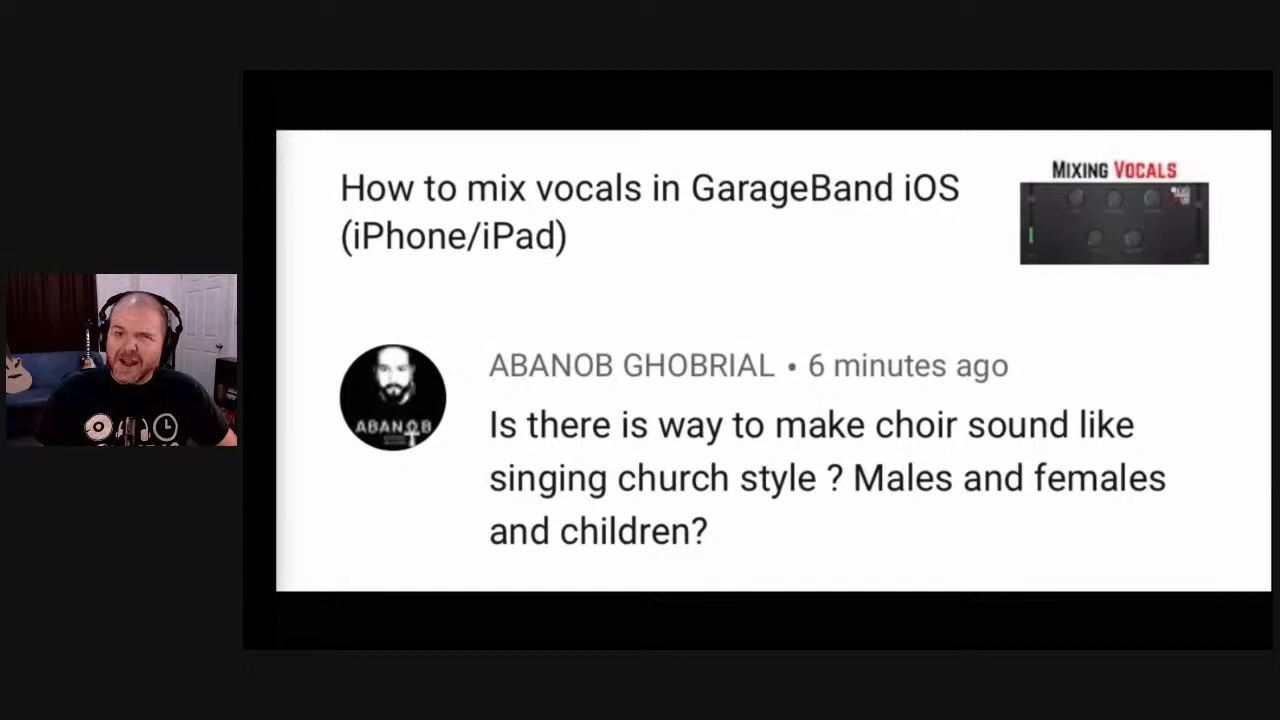 How to mix vocals in GarageBand iOS
(iPhone/iPad)
MIXING VOCALS
ABANOB GHOBRIAL • 6 minutes ago
Is there is way to make choir sound like
singing church style ? Males and females
and children?
ABANOB